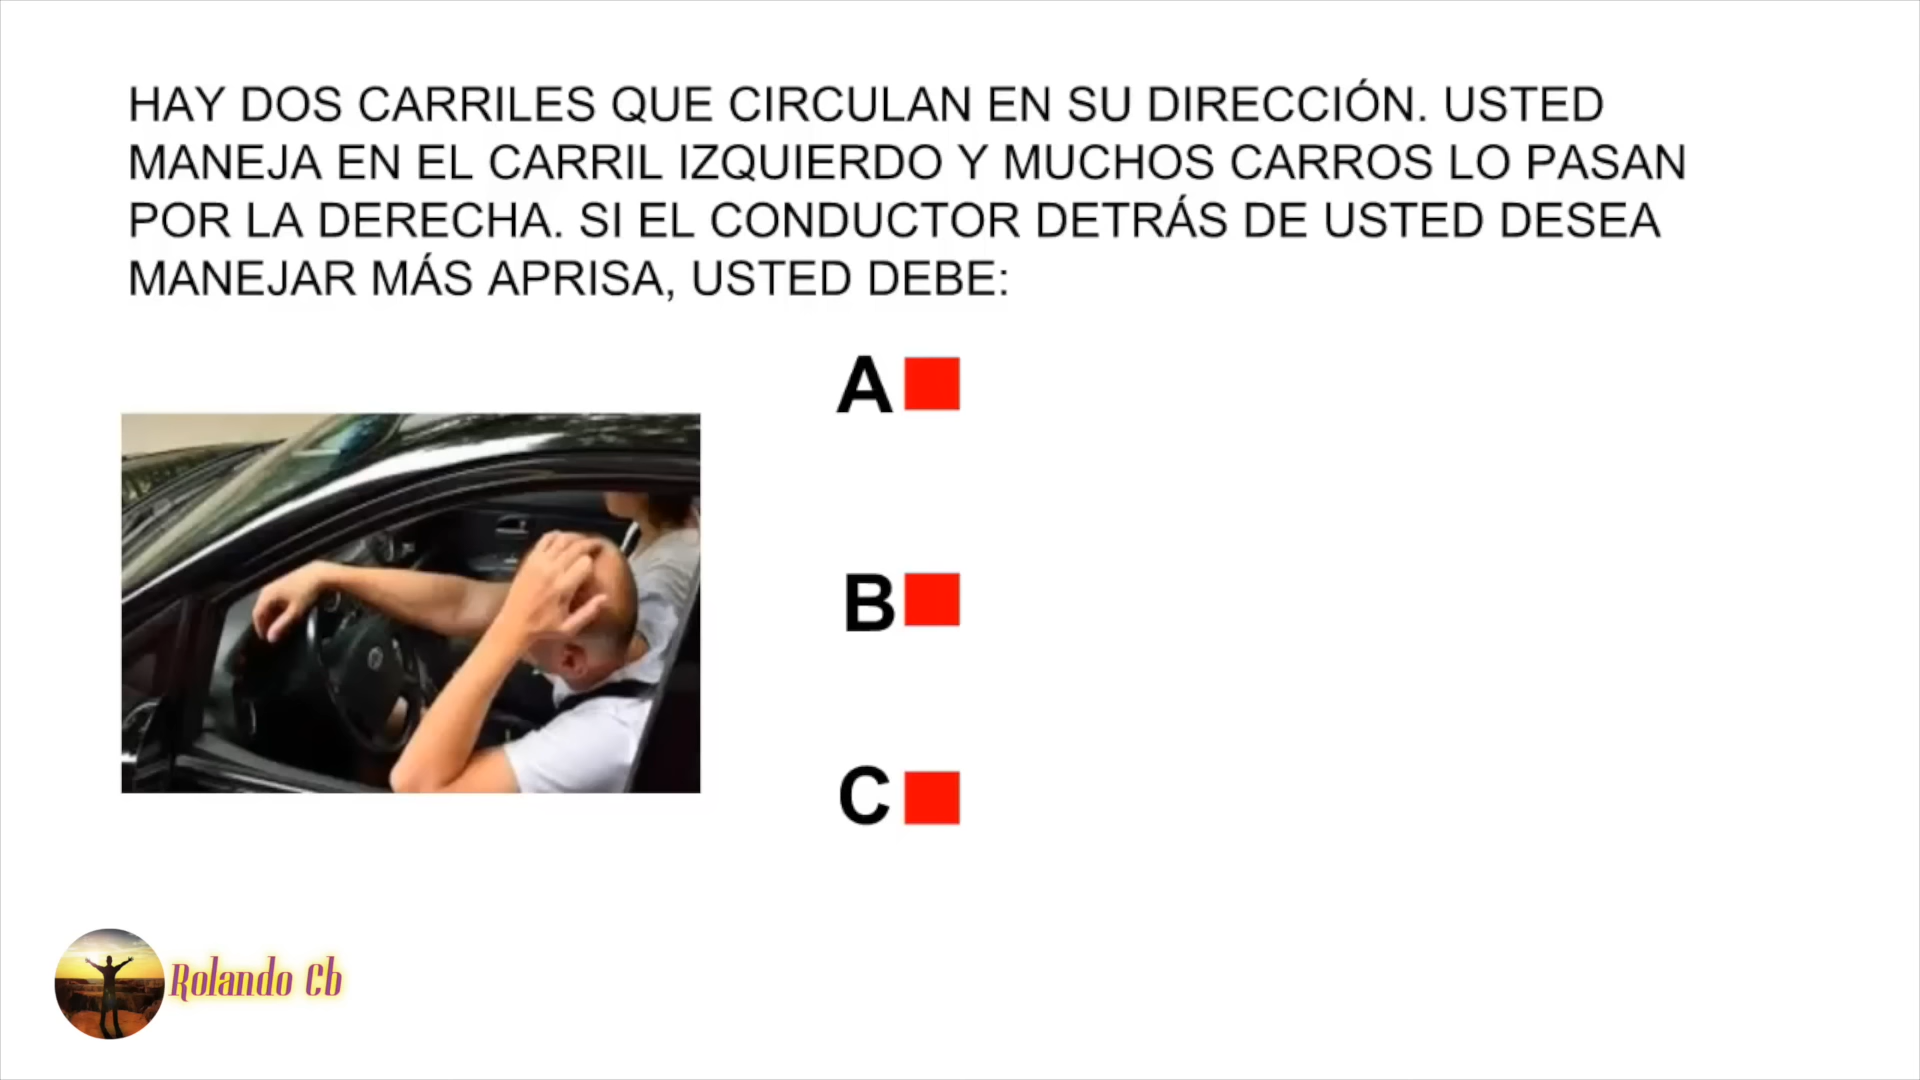 HAY DOS CARRILES QUE CIRCULAN EN SU DIRECCIÓN. USTED
MANEJA EN EL CARRIL IZQUIERDO Y MUCHOS CARROS LO PASAN
POR LA DERECHA. SI EL CONDUCTOR DETRÁS DE USTED DESEA
MANEJAR MÁS APRISA, USTED DEBE:
A
B
C
Rolando Cb